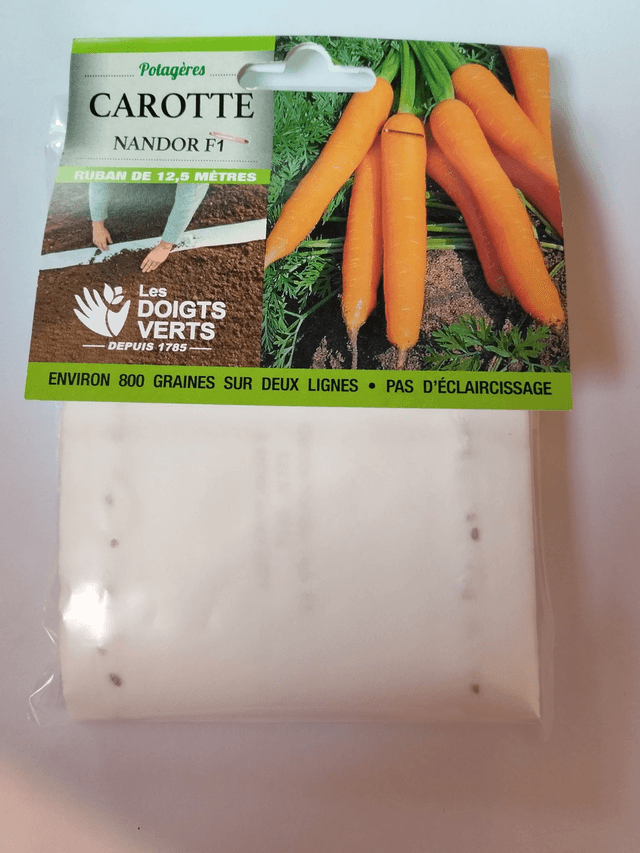 Potagères
CAROTTE
NANDOR F1
RUBAN DE 12,5 MÈTRES
Les
DOIGTS
VERTS
DEPUIS 1785
ENVIRON 800 GRAINES SUR DEUX LIGNES • PAS D'ÉCLAIRCISSAGE